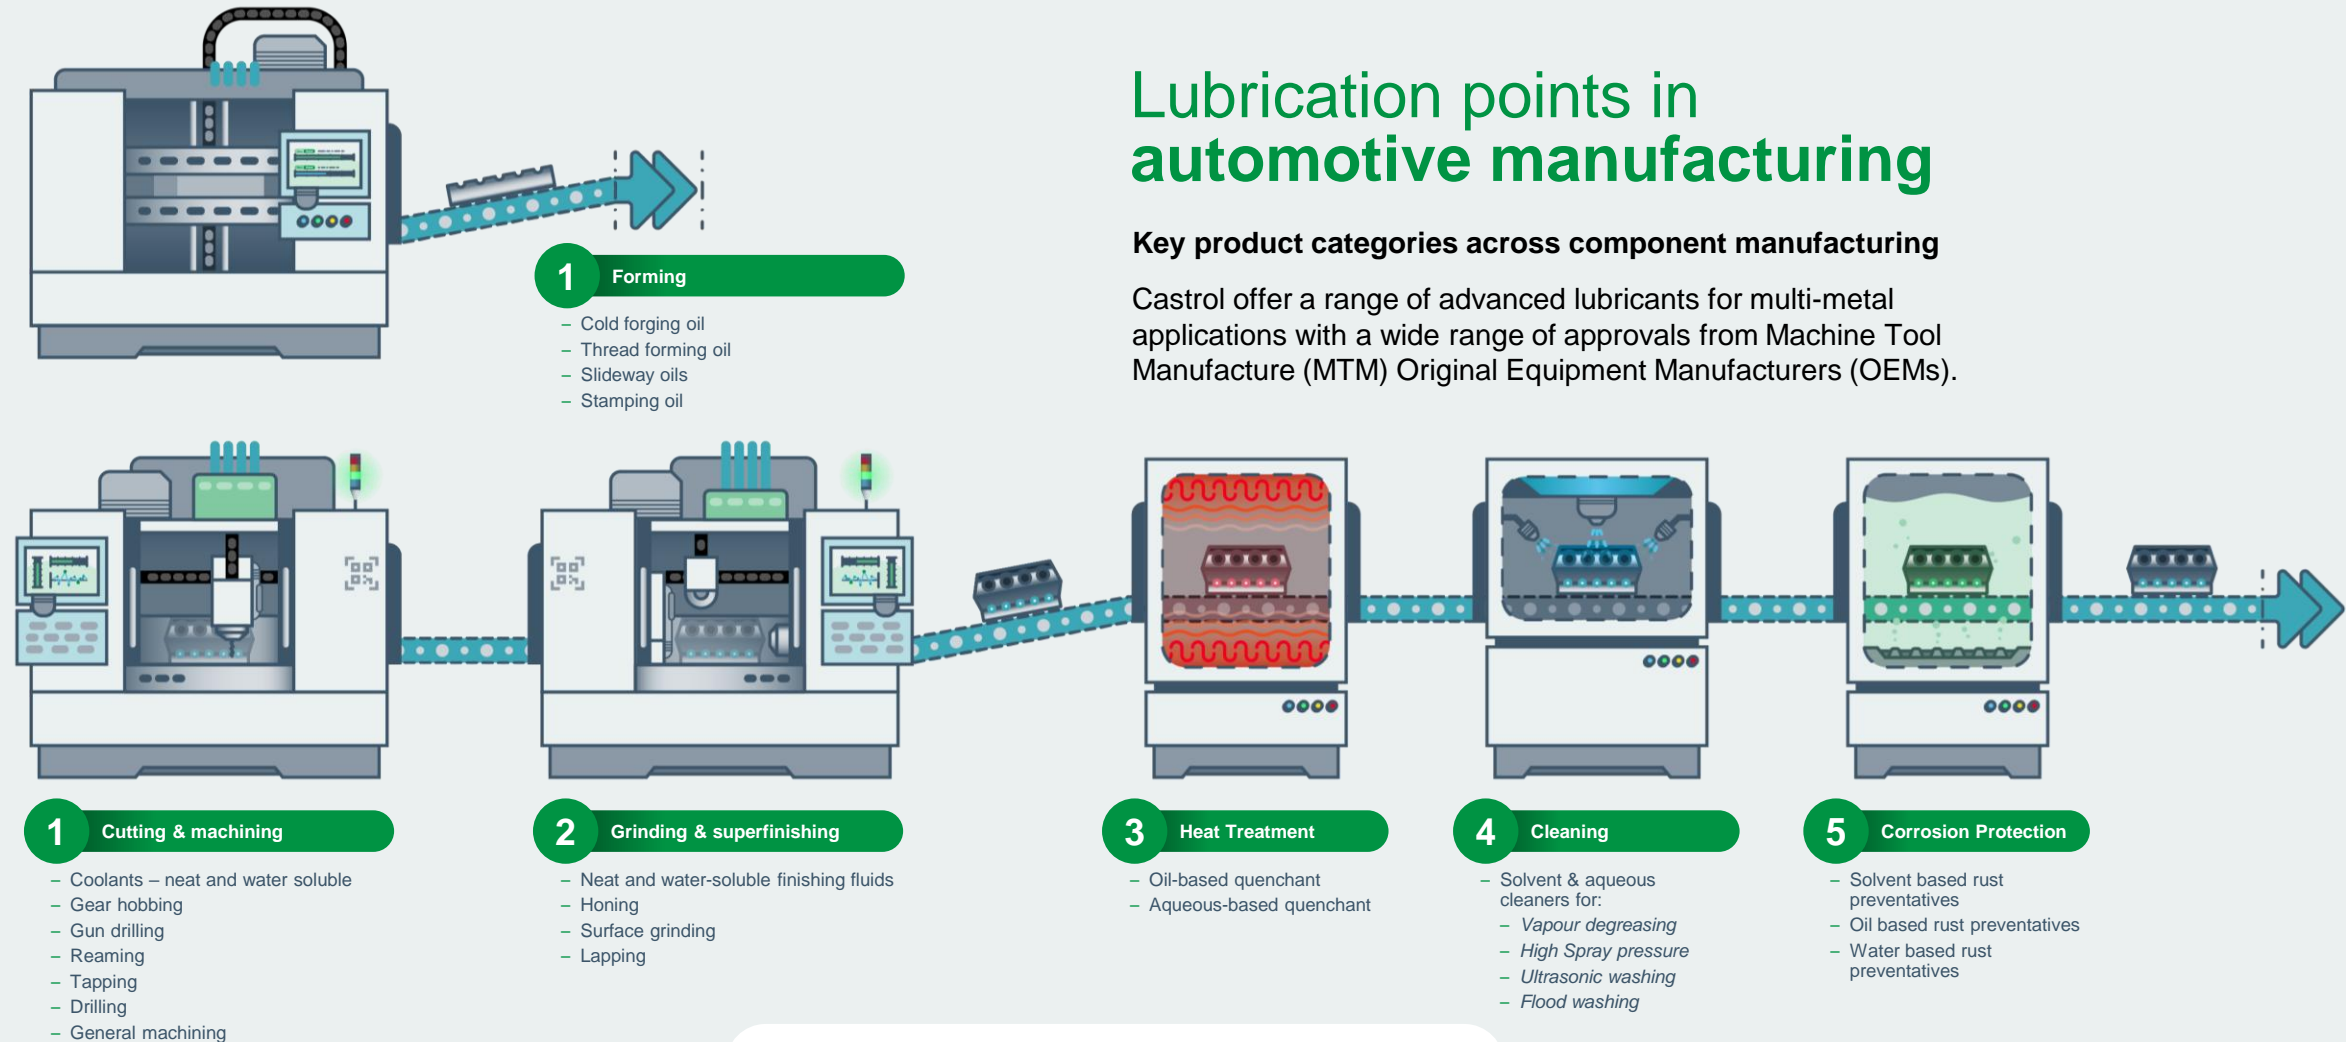 Lubrication points in
automotive manufacturing
Key product categories across component manufacturing
Castrol offer a range of advanced lubricants for multi-metal
applications with a wide range of approvals from Machine Tool
Manufacture (MTM) Original Equipment Manufacturers (OEMs).
1 Forming
– Cold forging oil
– Thread forming oil
– Slideway oils
– Stamping oil
1 Cutting & machining
– Coolants – neat and water soluble
– Gear hobbing
– Gun drilling
– Reaming
– Tapping
– Drilling
– General machining
2 Grinding & superfinishing
– Neat and water-soluble finishing fluids
– Honing
– Surface grinding
– Lapping
3 Heat Treatment
– Oil-based quenchant
– Aqueous-based quenchant
4 Cleaning
– Solvent & aqueous
cleaners for:
– Vapour degreasing
– High Spray pressure
– Ultrasonic washing
– Flood washing
5 Corrosion Protection
– Solvent based rust
preventatives
– Oil based rust preventatives
– Water based rust
preventatives